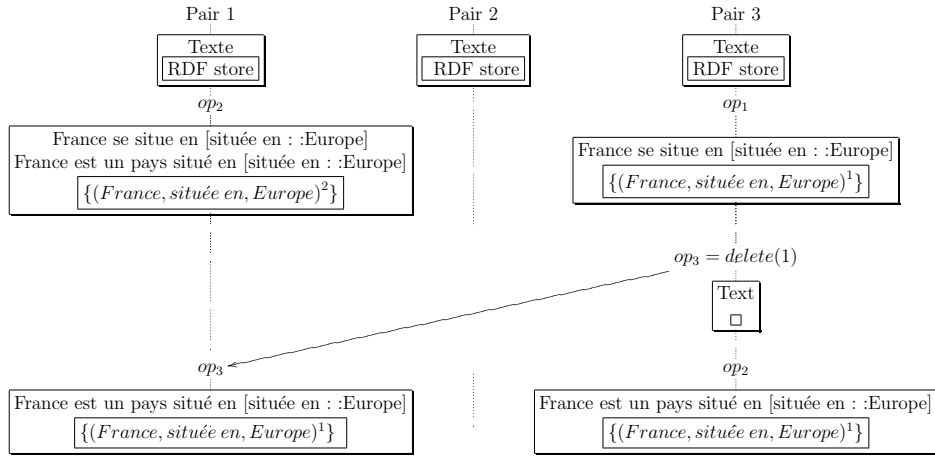 Pair 1 Pair 2 Pair 3
Texte Texte Texte
RDF store RDF store RDF store
op₂ op₁
France se situe en [située en : :Europe]
France est un pays situé en [située en : :Europe]
{(France, située en, Europe)²}
France se situe en [située en : :Europe]
{(France, située en, Europe)¹}
op₃ = delete(1)
Text
op₃ op₂
France est un pays situé en [située en : :Europe] France est un pays situé en [située en : :Europe]
{(France, située en, Europe)¹} {(France, située en, Europe)¹}